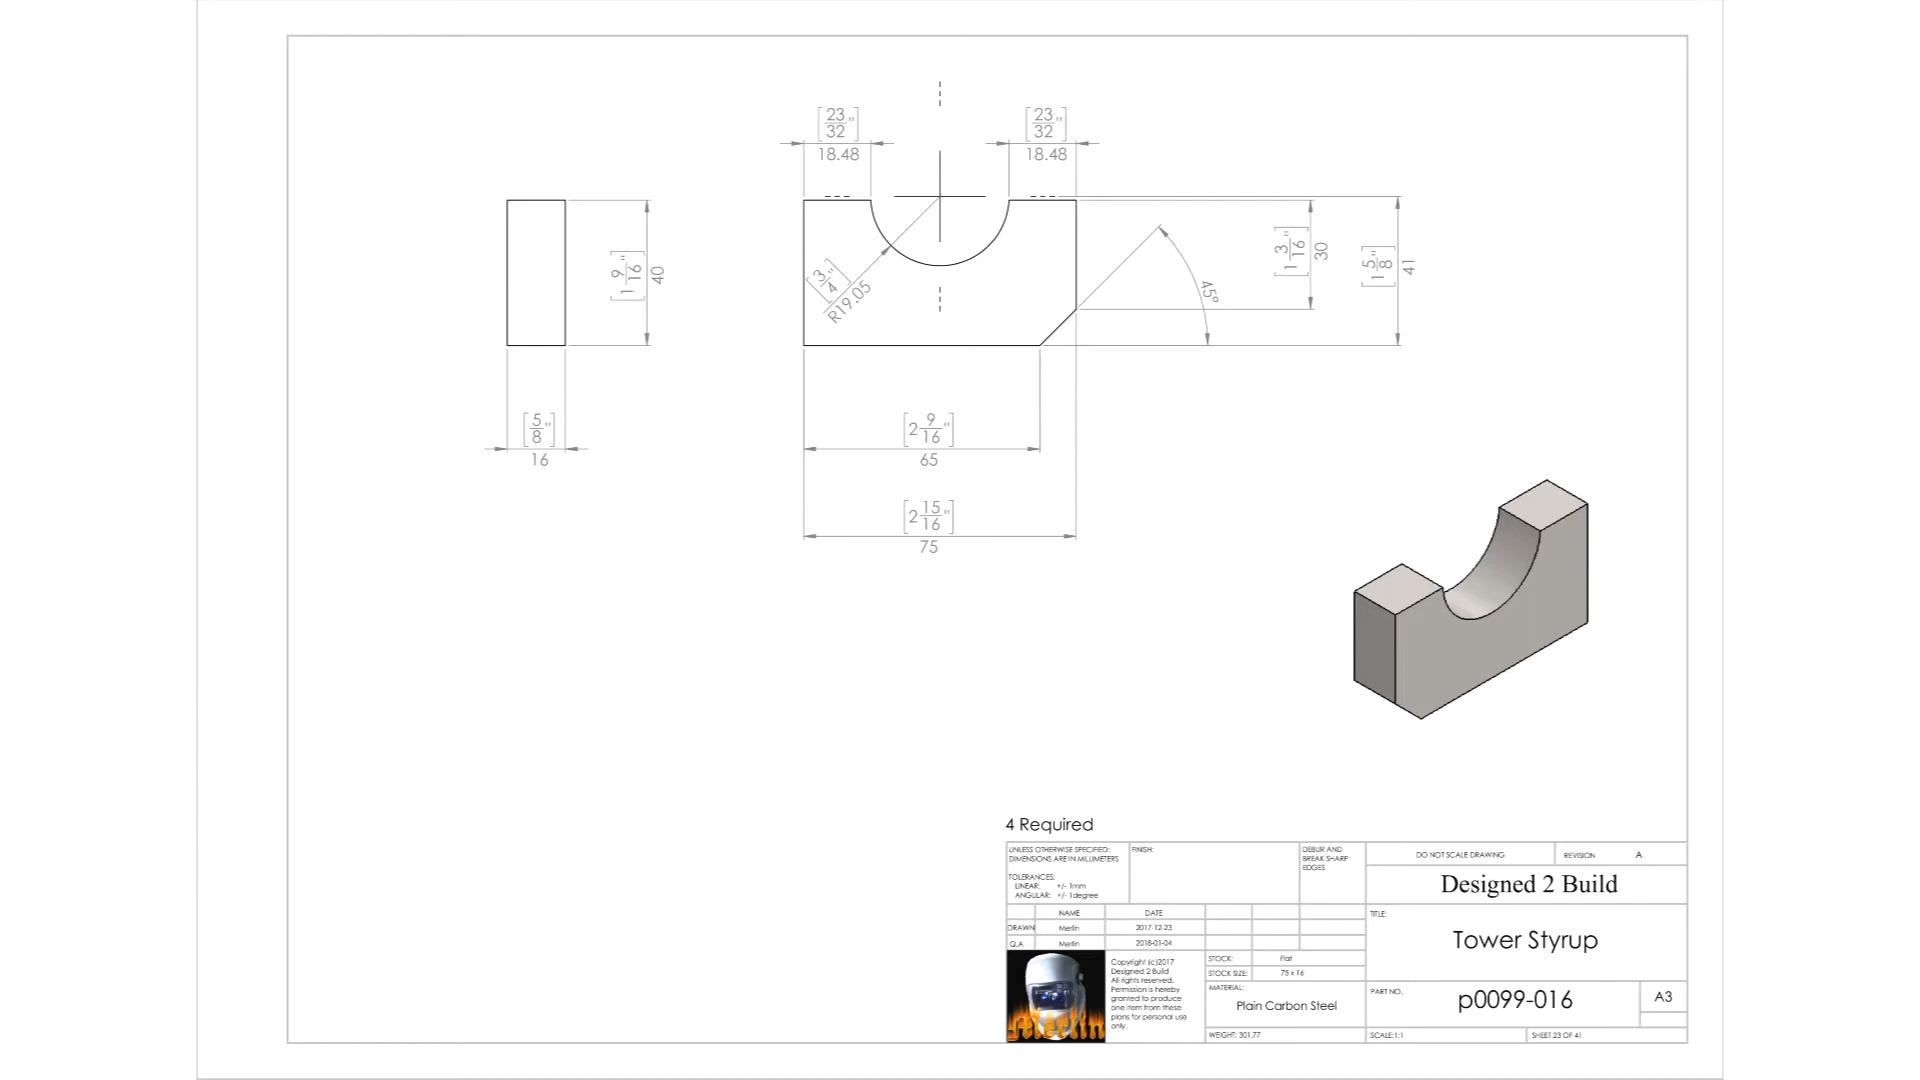 [23/32"]
18.48
[23/32"]
18.48
[1 9/16"]
40
[3/4"]
R19.05
45°
[1 3/16"]
30
[1 5/8"]
41
[5/8"]
16
[2 9/16"]
65
[2 15/16"]
75
4 Required
UNLESS OTHERWISE SPECIFIED:
DIMENSIONS ARE IN MILLIMETERS
TOLERANCES:
LINEAR: +/- 1mm
ANGULAR: +/- 1degree
FINISH:
DEBUR AND
BREAK SHARP
EDGES
DO NOT SCALE DRAWING
REVISION A
Designed 2 Build
NAME DATE
DRAWN Merlin 2017-12-23
Q.A Merlin 2018-01-04
TITLE:
Tower Styrup
Merlin
Copyright (c)2017
Designed 2 Build
All rights reserved.
Permission is hereby
granted to produce
one item from these
plans for personal use
only.
STOCK: Flat
STOCK SIZE: 75 x 16
MATERIAL:
Plain Carbon Steel
WEIGHT: 301.77
PART NO.
p0099-016
A3
SCALE:1:1
SHEET 23 OF 41